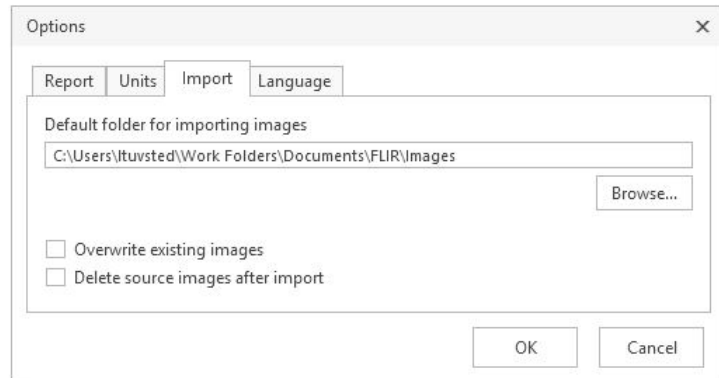 Options
Report Units Import Language
Default folder for importing images
C:\Users\ltuvsted\Work Folders\Documents\FLIR\Images
Browse...
Overwrite existing images
Delete source images after import
OK Cancel